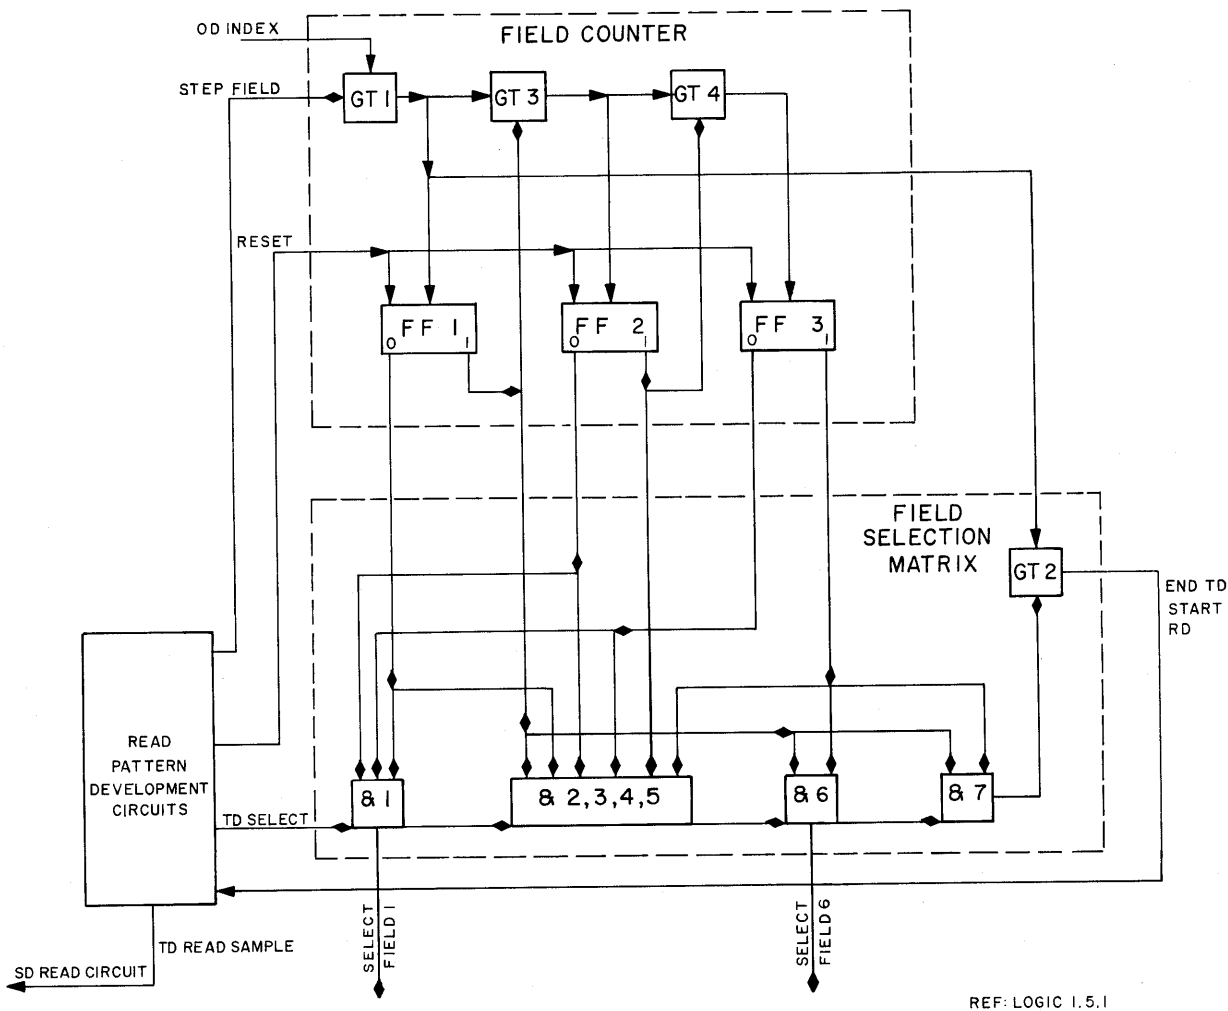 OD INDEX
FIELD COUNTER
STEP FIELD
GT 1
GT 3
GT 4
RESET
FF 1
0 1
FF 2
0 1
FF 3
0 1
FIELD
SELECTION
MATRIX
GT 2
END TD
START
RD
READ
PATTERN
DEVELOPMENT
CIRCUITS
TD SELECT
& 1
& 2, 3, 4, 5
& 6
& 7
SELECT
FIELD 1
SELECT
FIELD 6
TD READ SAMPLE
SD READ CIRCUIT
REF: LOGIC 1.5.1